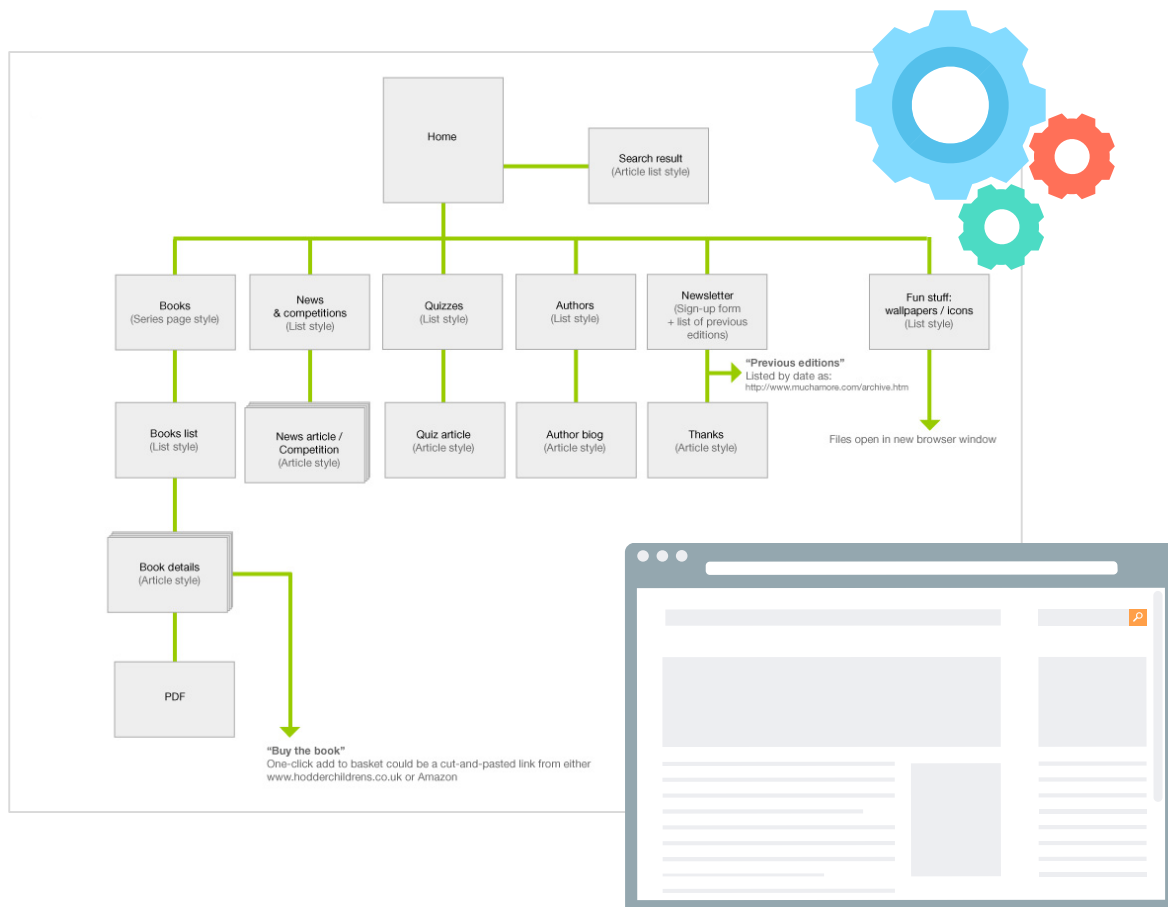 Home
Search result
(Article list style)
Books
(Series page style)
News
& competitions
(List style)
Quizzes
(List style)
Authors
(List style)
Newsletter
(Sign-up form
+ list of previous
editions)
Fun stuff:
wallpapers / icons
(List style)
“Previous editions”
Listed by date as:
http://www.muchamore.com/archive.htm
Books list
(List style)
News article /
Competition
(Article style)
Quiz article
(Article style)
Author blog
(Article style)
Thanks
(Article style)
Files open in new browser window
Book details
(Article style)
PDF
“Buy the book”
One-click add to basket could be a cut-and-pasted link from either
www.hodderchildrens.co.uk or Amazon